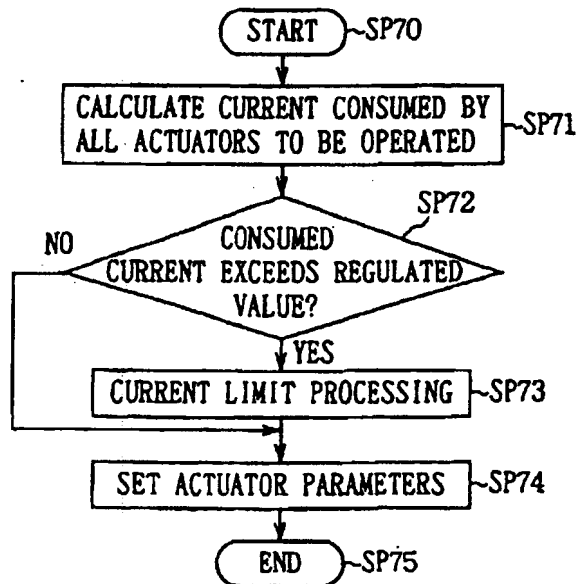 START
SP70
CALCULATE CURRENT CONSUMED BY
ALL ACTUATORS TO BE OPERATED
SP71
SP72
NO
CONSUMED
CURRENT EXCEEDS REGULATED
VALUE?
YES
CURRENT LIMIT PROCESSING
SP73
SET ACTUATOR PARAMETERS
SP74
END
SP75